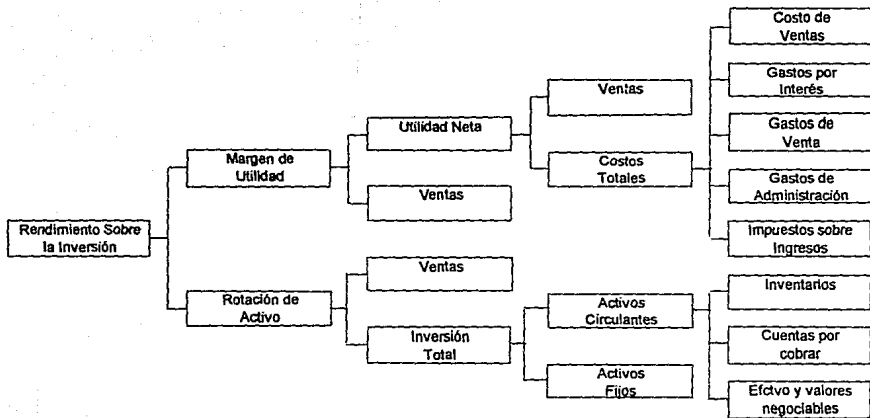 Costo de
Ventas
Gastos por
Interés
Ventas
Utilidad Neta
Gastos de
Venta
Margen de
Utilidad
Costos
Totales
Gastos de
Administración
Ventas
Rendimiento Sobre
la Inversión
Impuestos sobre
Ingresos
Ventas
Inventarios
Rotación de
Activo
Activos
Circulantes
Inversión
Total
Cuentas por
cobrar
Activos
Fijos
Efctvo y valores
negociables